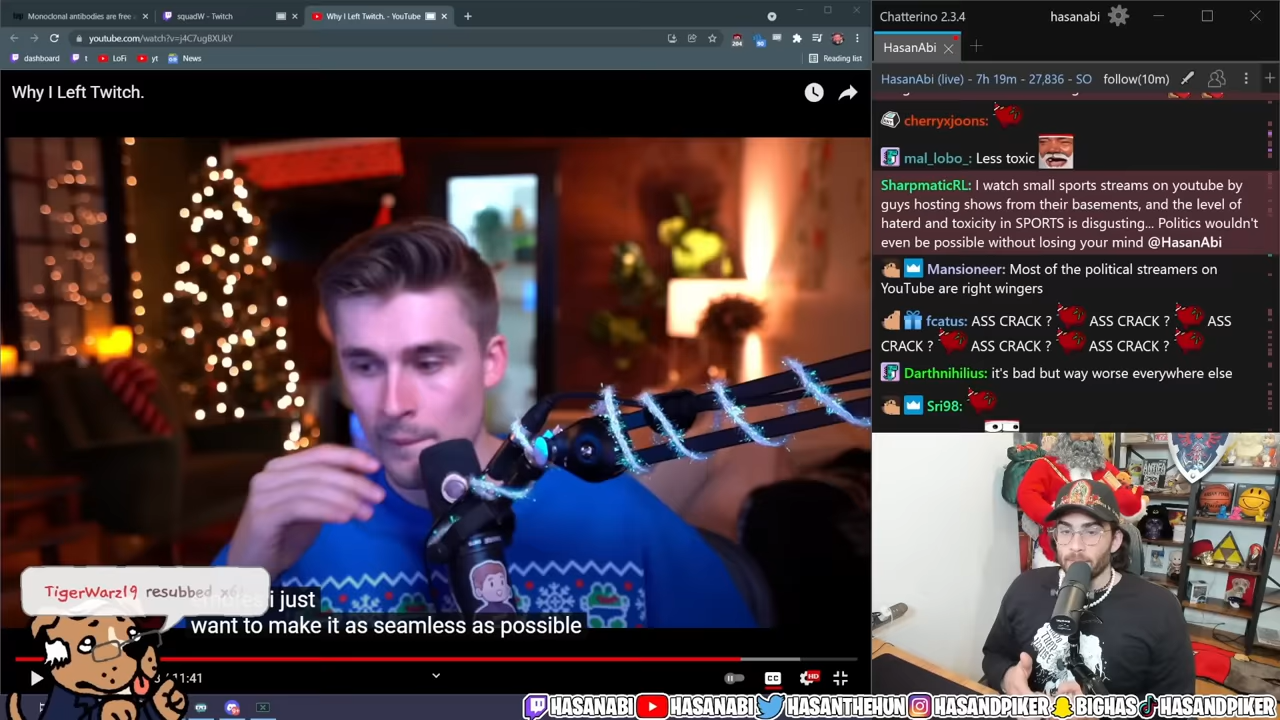 Monoclonal antibodies are free
squadW - Twitch
Why I Left Twitch. - YouTube
youtube.com/watch?v=j4C7ugBXUkY
204
dashboard
t
LoFi
yt
News
Reading list
Why I Left Twitch.
i just
want to make it as seamless as possible
TigerWarz19 resubbed x6!
/ 11:41
CC
HD
Chatterino 2.3.4
hasanabi
HasanAbi
HasanAbi (live) - 7h 19m - 27,836 - SO
follow(10m)
cherryxjoons:
mal_lobo_: Less toxic
SharpmaticRL: I watch small sports streams on youtube by
guys hosting shows from their basements, and the level of
haterd and toxicity in SPORTS is disgusting... Politics wouldn't
even be possible without losing your mind @HasanAbi
Mansioneer: Most of the political streamers on
YouTube are right wingers
fcatus: ASS CRACK ? ASS CRACK ? ASS
CRACK ? ASS CRACK ? ASS CRACK ?
Darthnihilius: it's bad but way worse everywhere else
Sri98:
HASANABI HASANABI HASANTHEHUN HASANDPIKER BIGHAS HASANDPIKER